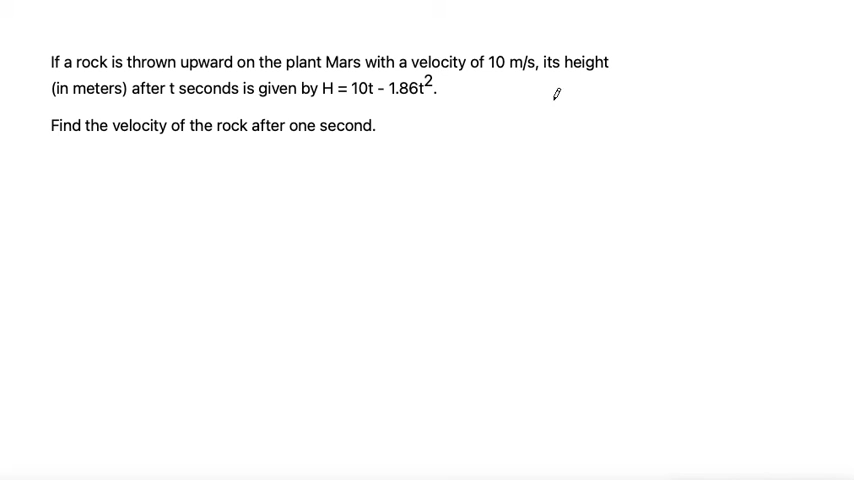 If a rock is thrown upward on the plant Mars with a velocity of 10 m/s, its height
(in meters) after t seconds is given by H = 10t - 1.86t².
Find the velocity of the rock after one second.